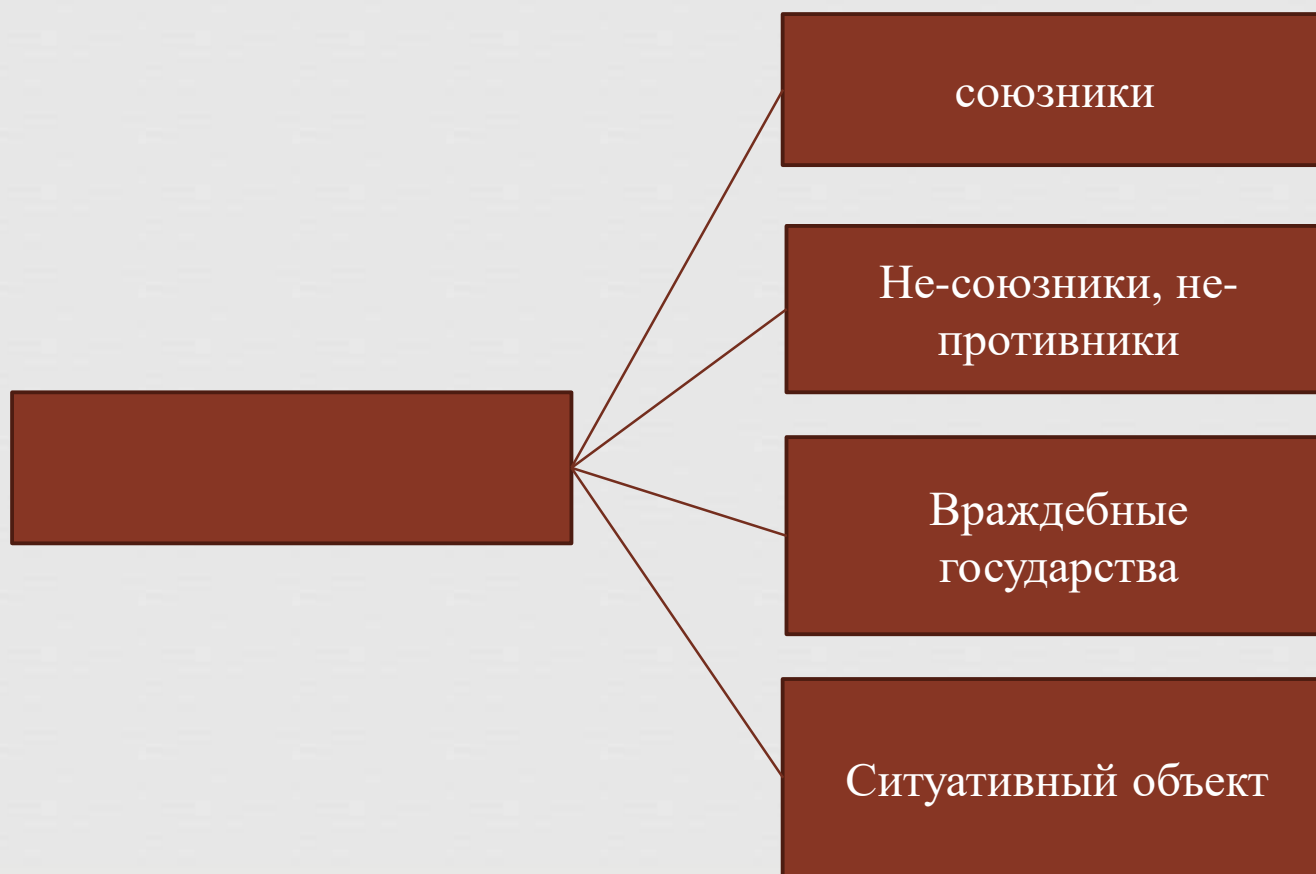 союзники
Не-союзники, не-
противники
Враждебные
государства
Ситуативный объект